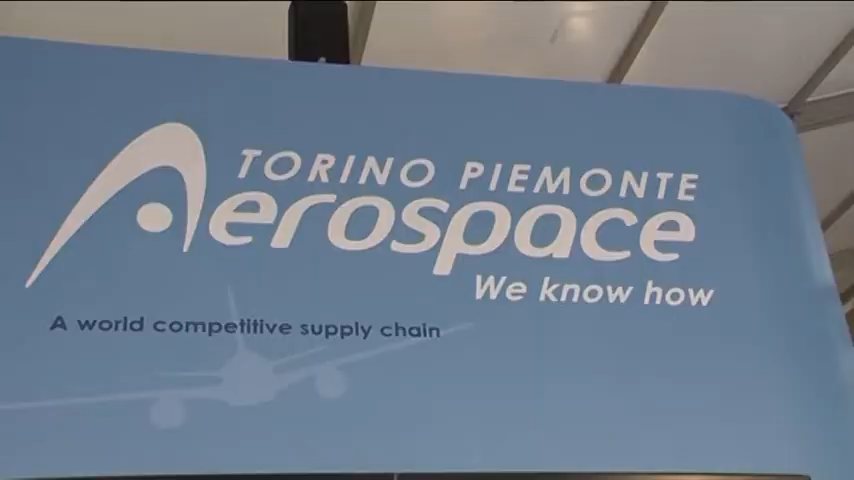 TORINO PIEMONTE
Aerospace
We know how
A world competitive supply chain